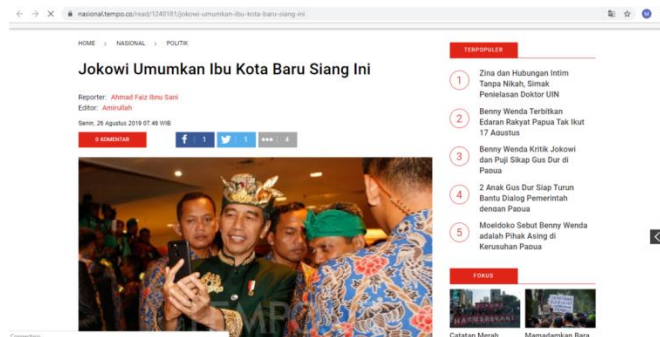 nasional.tempo.co/read/1240181/jokowi-umumkan-ibu-kota-baru-siang-ini
HOME > NASIONAL > POLITIK
Jokowi Umumkan Ibu Kota Baru Siang Ini
Reporter: Ahmad Faiz Ibnu Sani
Editor: Amirullah
Senin, 26 Agustus 2019 07:46 WIB
0 KOMENTAR
1
1
4
TEMPO
TERPOPULER
1
Zina dan Hubungan Intim
Tanpa Nikah, Simak
Penjelasan Doktor UIN
2
Benny Wenda Terbitkan
Edaran Rakyat Papua Tak Ikut
17 Agustus
3
Benny Wenda Kritik Jokowi
dan Puji Sikap Gus Dur di
Papua
4
2 Anak Gus Dur Siap Turun
Bantu Dialog Pemerintah
dengan Papua
5
Moeldoko Sebut Benny Wenda
adalah Pihak Asing di
Kerusuhan Papua
FOKUS
Catatan Merah
Mamadamkan Bara